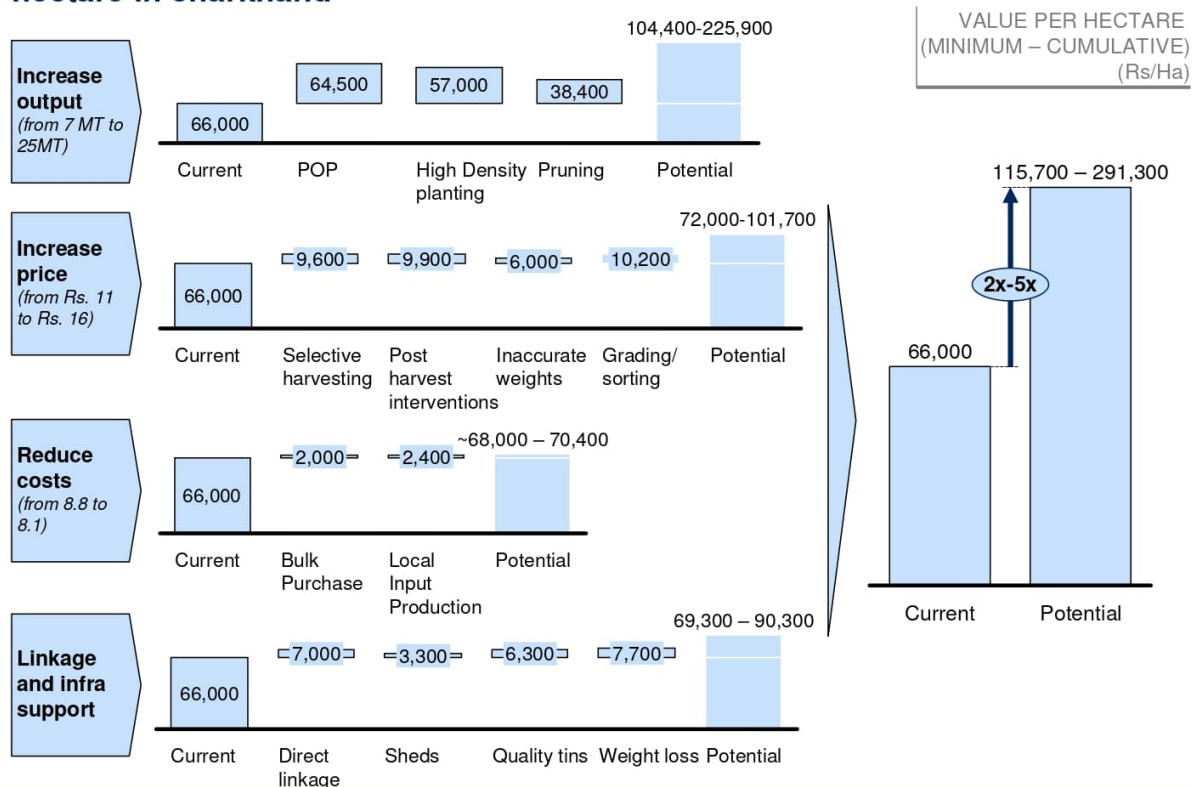 hectare in Jharkhand
VALUE PER HECTARE
(MINIMUM – CUMULATIVE)
(Rs/Ha)
Increase
output
(from 7 MT to
25MT)
66,000
64,500
57,000
38,400
104,400-225,900
Current
POP
High Density
planting
Pruning
Potential
Increase
price
(from Rs. 11
to Rs. 16)
66,000
9,600
9,900
6,000
10,200
72,000-101,700
Current
Selective
harvesting
Post
harvest
interventions
Inaccurate
weights
Grading/
sorting
Potential
Reduce
costs
(from 8.8 to
8.1)
66,000
2,000
2,400
~68,000 – 70,400
Current
Bulk
Purchase
Local
Input
Production
Potential
Linkage
and infra
support
66,000
7,000
3,300
6,300
7,700
69,300 – 90,300
Current
Direct
linkage
Sheds
Quality tins
Weight loss
Potential
115,700 – 291,300
2x-5x
66,000
Current
Potential